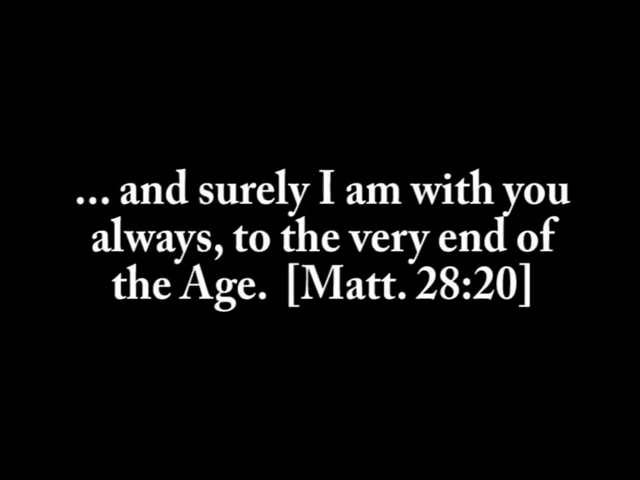 ... and surely I am with you
always, to the very end of
the Age.  [Matt. 28:20]